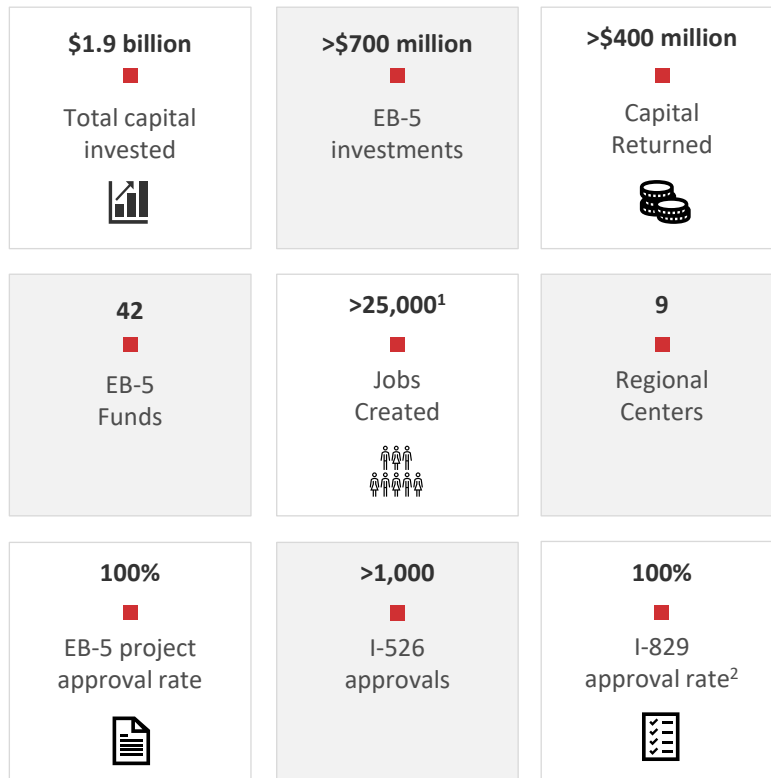 $1.9 billion
Total capital
invested
>$700 million
EB-5
investments
>$400 million
Capital
Returned
42
EB-5
Funds
>25,000¹
Jobs
Created
9
Regional
Centers
100%
EB-5 project
approval rate
>1,000
I-526
approvals
100%
I-829
approval rate²